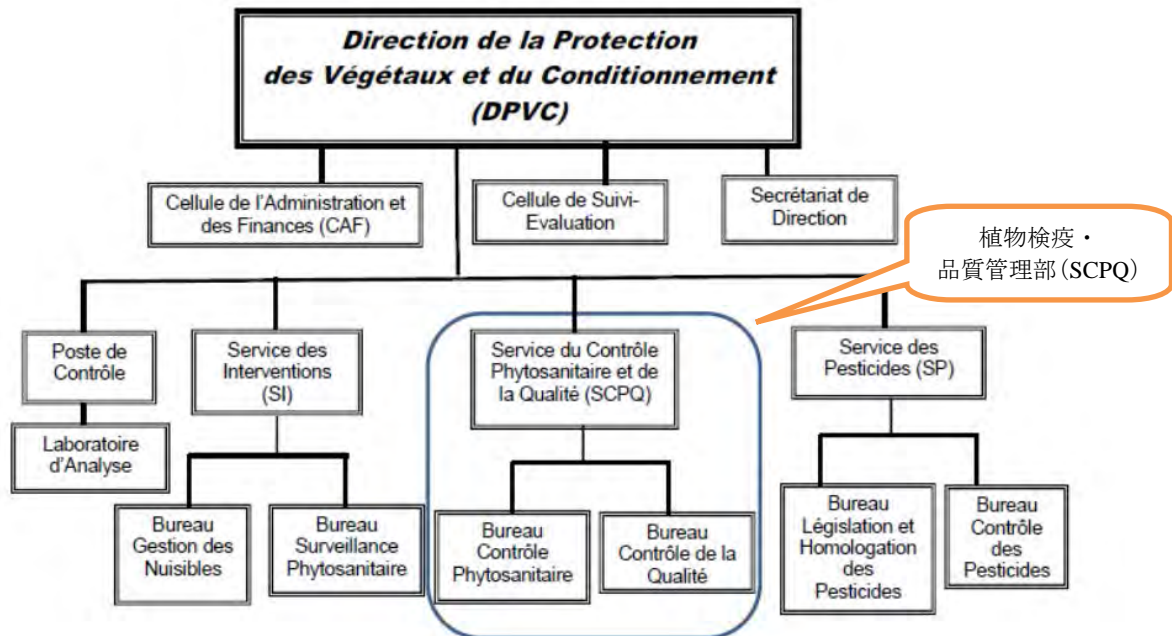 Direction de la Protection
des Végétaux et du Conditionnement
(DPVC)
Cellule de l'Administration et
des Finances (CAF)
Cellule de Suivi-
Evaluation
Secrétariat de
Direction
植物検疫・
品質管理部(SCPQ)
Poste de
Contrôle
Service des
Interventions
(SI)
Service du Contrôle
Phytosanitaire et de
la Qualité (SCPQ)
Service des
Pesticides (SP)
Laboratoire
d'Analyse
Bureau
Gestion des
Nuisibles
Bureau
Surveillance
Phytosanitaire
Bureau
Contrôle
Phytosanitaire
Bureau
Contrôle de la
Qualité
Bureau
Législation et
Homologation
des
Pesticides
Bureau
Contrôle
des
Pesticides